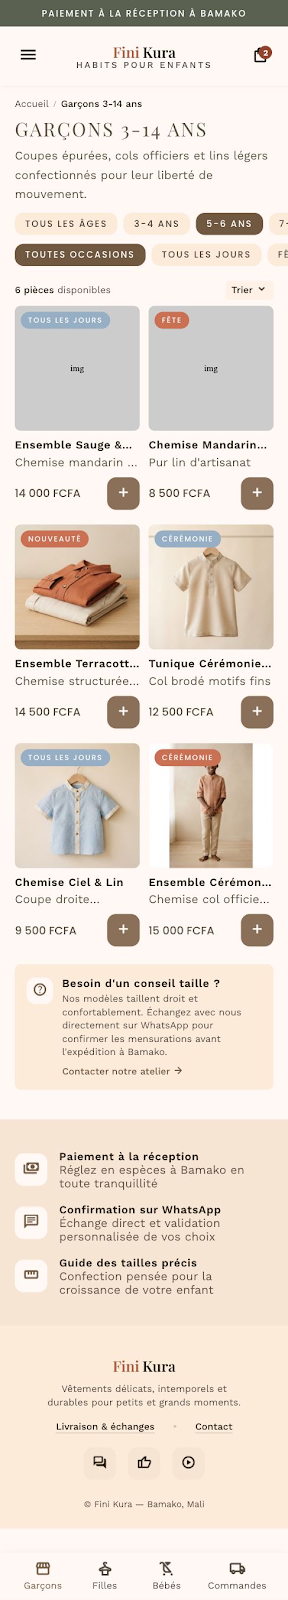 PAIEMENT À LA RÉCEPTION À BAMAKO
Fini Kura
HABITS POUR ENFANTS
2
Accueil / Garçons 3-14 ans
GARÇONS 3-14 ANS
Coupes épurées, cols officiers et lins légers
confectionnés pour leur liberté de
mouvement.
TOUS LES ÂGES 3-4 ANS 5-6 ANS 7-
TOUTES OCCASIONS TOUS LES JOURS FÊ
6 pièces disponibles Trier
TOUS LES JOURS FÊTE
img img
Ensemble Sauge &... Chemise Mandarin...
Chemise mandarin ... Pur lin d'artisanat
14 000 FCFA + 8 500 FCFA +
NOUVEAUTÉ CÉRÉMONIE
Ensemble Terracott... Tunique Cérémonie...
Chemise structurée... Col brodé motifs fins
14 500 FCFA + 12 500 FCFA +
TOUS LES JOURS CÉRÉMONIE
Chemise Ciel & Lin Ensemble Cérémon...
Coupe droite... Chemise col officie...
9 500 FCFA + 15 000 FCFA +
Besoin d'un conseil taille ?
Nos modèles taillent droit et
confortablement. Échangez avec nous
directement sur WhatsApp pour
confirmer les mensurations avant
l'expédition à Bamako.
Contacter notre atelier →
Paiement à la réception
Réglez en espèces à Bamako en
toute tranquillité
Confirmation sur WhatsApp
Échange direct et validation
personnalisée de vos choix
Guide des tailles précis
Confection pensée pour la
croissance de votre enfant
Fini Kura
Vêtements délicats, intemporels et
durables pour petits et grands moments.
Livraison & échanges • Contact
© Fini Kura — Bamako, Mali
Garçons Filles Bébés Commandes